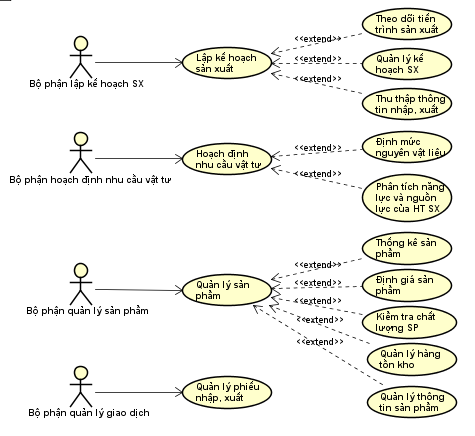 Theo dõi tiến
trình sản xuất
<<extend>>
Lập kế hoạch
sản xuất
<<extend>>
Quản lý kế
hoạch SX
Bộ phận lập kế hoạch SX
<<extend>>
Thu thập thông
tin nhập, xuất
Định mức
nguyên vật liệu
<<extend>>
Hoạch định
nhu cầu vật tư
Bộ phận hoạch định nhu cầu vật tư
<<extend>>
Phân tích năng
lực và nguồn
lực của HT SX
Thống kê sản
phẩm
<<extend>>
Quản lý sản
phẩm
<<extend>>
Định giá sản
phẩm
Bộ phận quản lý sản phẩm
<<extend>>
Kiểm tra chất
lượng SP
<<extend>>
Quản lý hàng
tồn kho
<<extend>>
Quản lý thông
tin sản phẩm
Quản lý phiếu
nhập, xuất
Bộ phận quản lý giao dịch